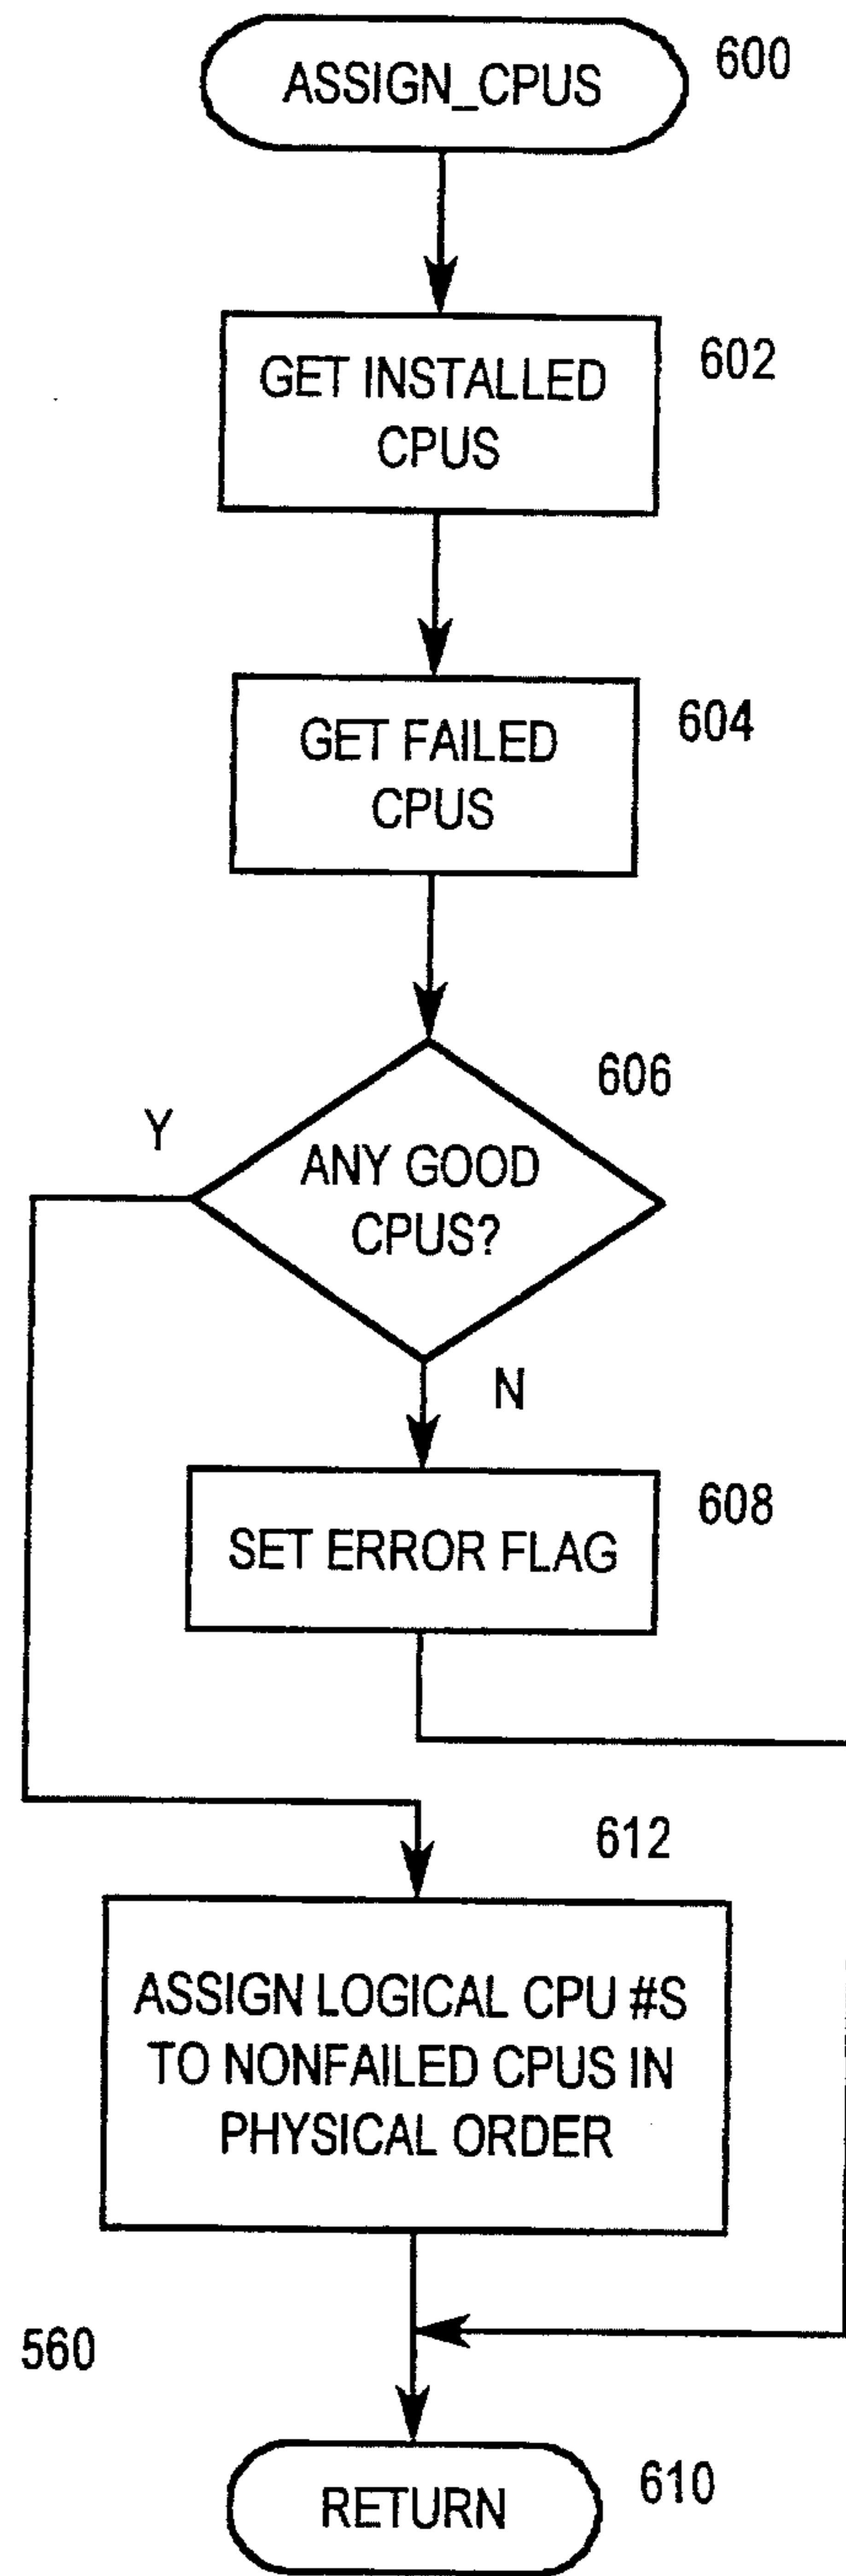 ASSIGN_CPUS
600
GET INSTALLED
CPUS
602
GET FAILED
CPUS
604
606
Y
ANY GOOD
CPUS?
N
SET ERROR FLAG
608
612
ASSIGN LOGICAL CPU #S
TO NONFAILED CPUS IN
PHYSICAL ORDER
560
RETURN
610